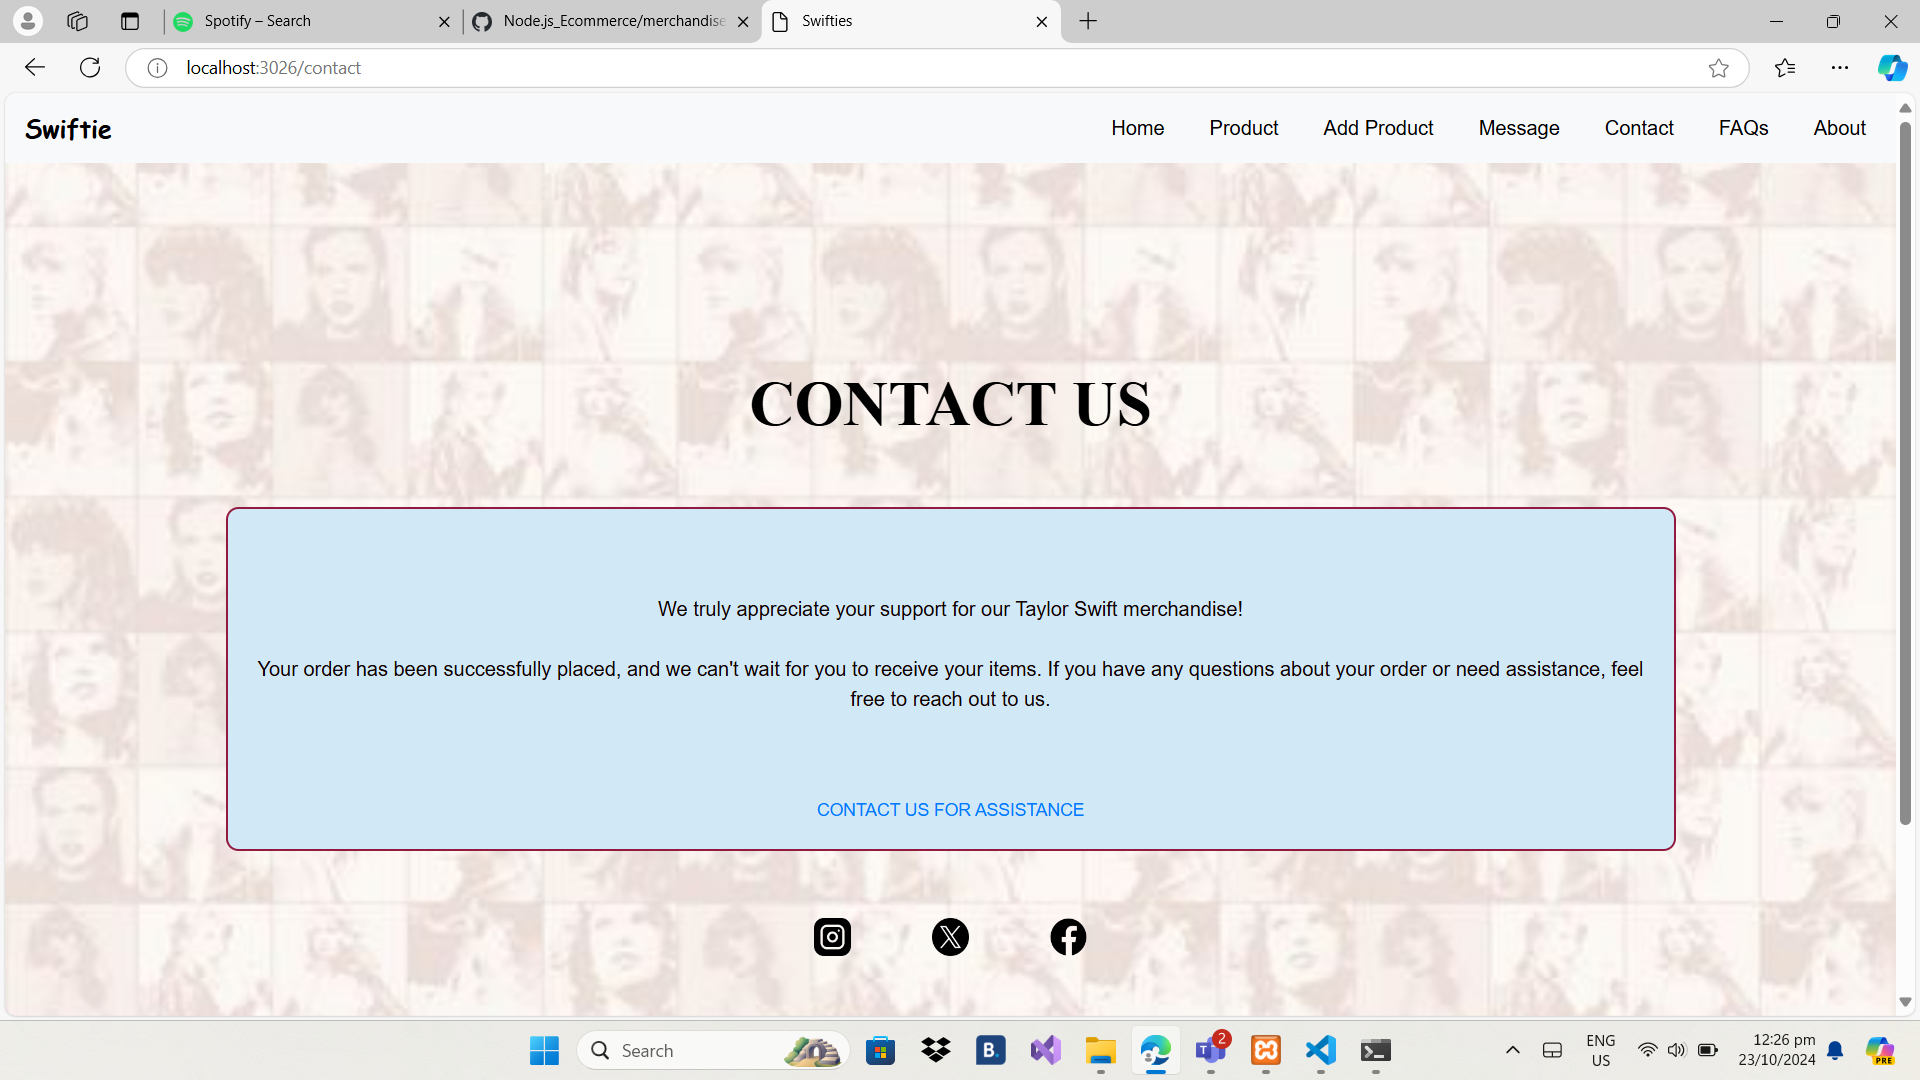 Spotify – Search
Node.js_Ecommerce/merchandise
Swifties
localhost:3026/contact
Swiftie
Home
Product
Add Product
Message
Contact
FAQs
About
CONTACT US
We truly appreciate your support for our Taylor Swift merchandise!
Your order has been successfully placed, and we can't wait for you to receive your items. If you have any questions about your order or need assistance, feel
free to reach out to us.
CONTACT US FOR ASSISTANCE
Search
B.
T
2
ENG
US
12:26 pm
23/10/2024
PRE